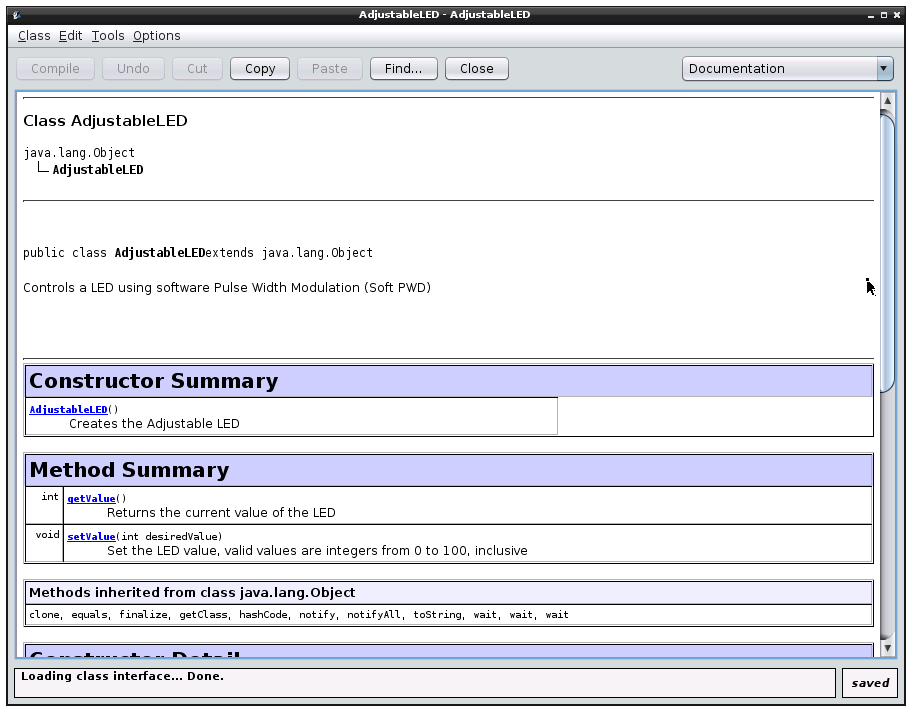 AdjustableLED - AdjustableLED
Class Edit Tools Options
Compile Undo Cut Copy Paste Find... Close Documentation
Class AdjustableLED
java.lang.Object
AdjustableLED
public class AdjustableLEDextends java.lang.Object
Controls a LED using software Pulse Width Modulation (Soft PWD)
Constructor Summary
AdjustableLED()
Creates the Adjustable LED
Method Summary
int getValue()
Returns the current value of the LED
void setValue(int desiredValue)
Set the LED value, valid values are integers from 0 to 100, inclusive
Methods inherited from class java.lang.Object
clone, equals, finalize, getClass, hashCode, notify, notifyAll, toString, wait, wait, wait
Constructor Detail
Loading class interface... Done.
saved